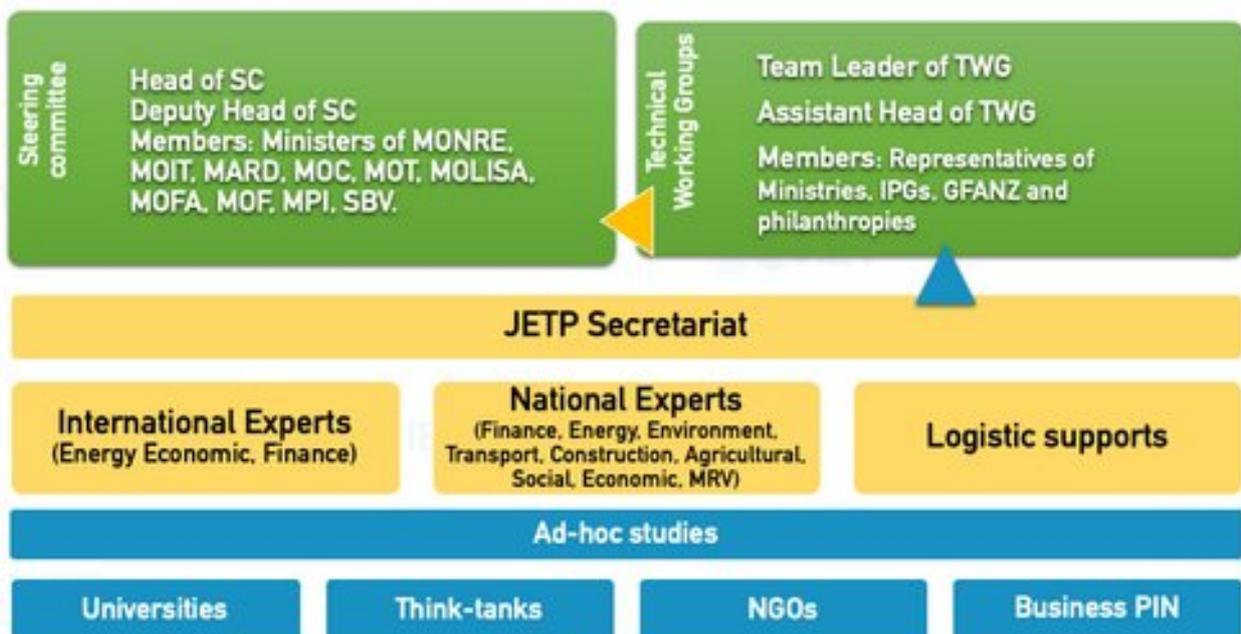 Steering
committee
Head of SC
Deputy Head of SC
Members: Ministers of MONRE,
MOIT, MARD, MOC, MOT, MOLISA,
MOFA, MOF, MPI, SBV.
Technical
Working Groups
Team Leader of TWG
Assistant Head of TWG
Members: Representatives of
Ministries, IPGs, GFANZ and
philanthropies
JETP Secretariat
International Experts
(Energy Economic, Finance)
National Experts
(Finance, Energy, Environment,
Transport, Construction, Agricultural,
Social, Economic, MRV)
Logistic supports
Ad-hoc studies
Universities
Think-tanks
NGOs
Business PIN